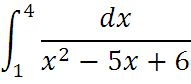 ∫₁⁴ dx / (x² − 5x + 6)